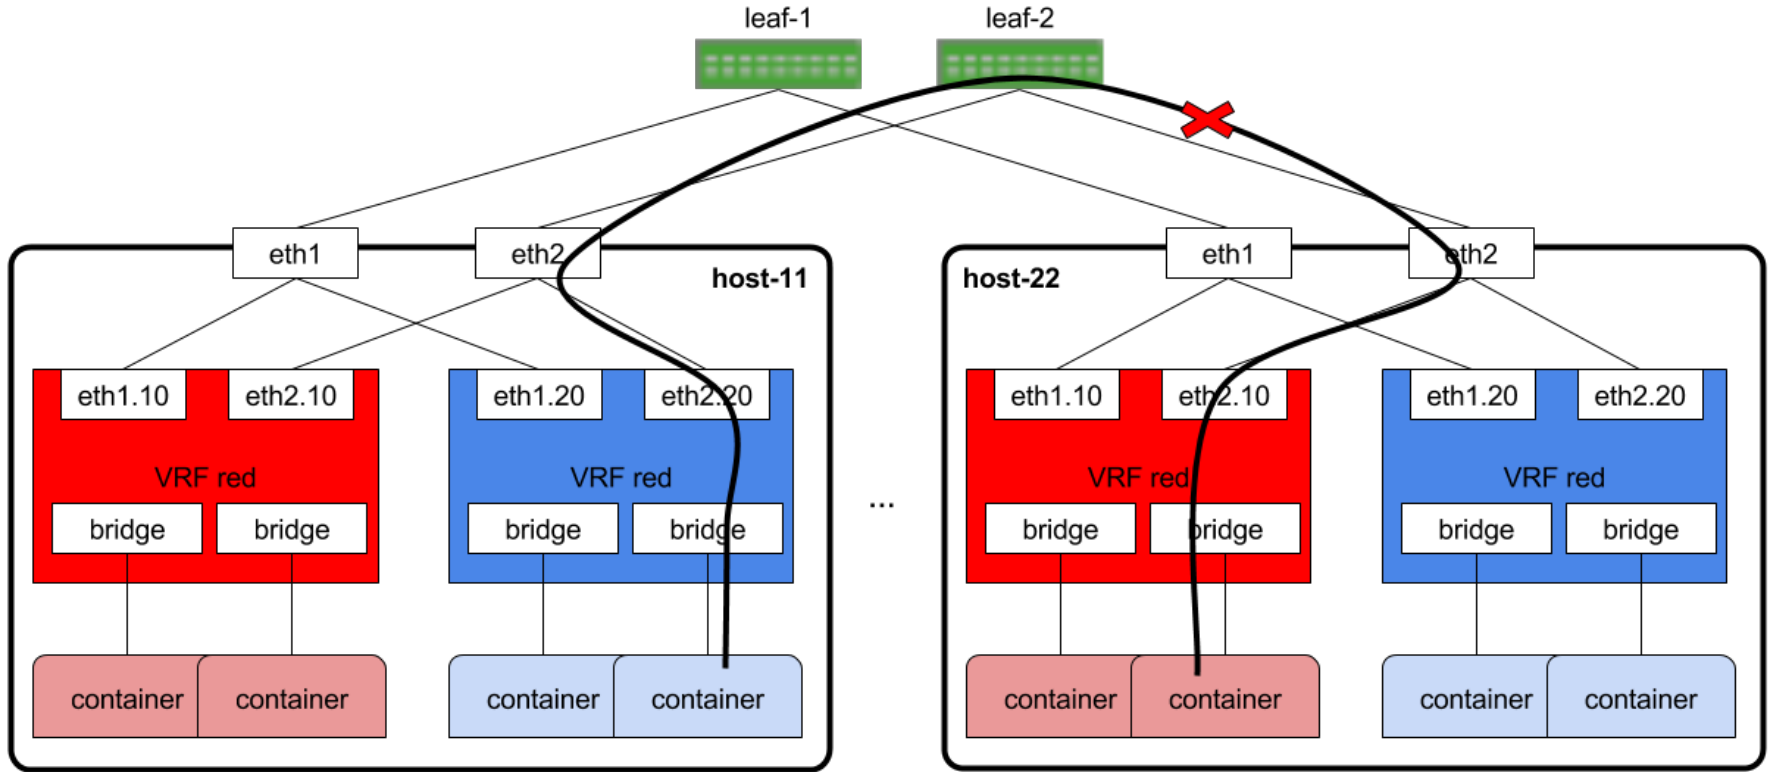 leaf-1
leaf-2
eth1
eth2
host-11
host-22
eth1
eth2
eth1.10
eth2.10
eth1.20
eth2.20
eth1.10
eth2.10
eth1.20
eth2.20
VRF red
VRF red
...
VRF red
VRF red
bridge
bridge
bridge
bridge
bridge
bridge
bridge
bridge
container
container
container
container
container
container
container
container